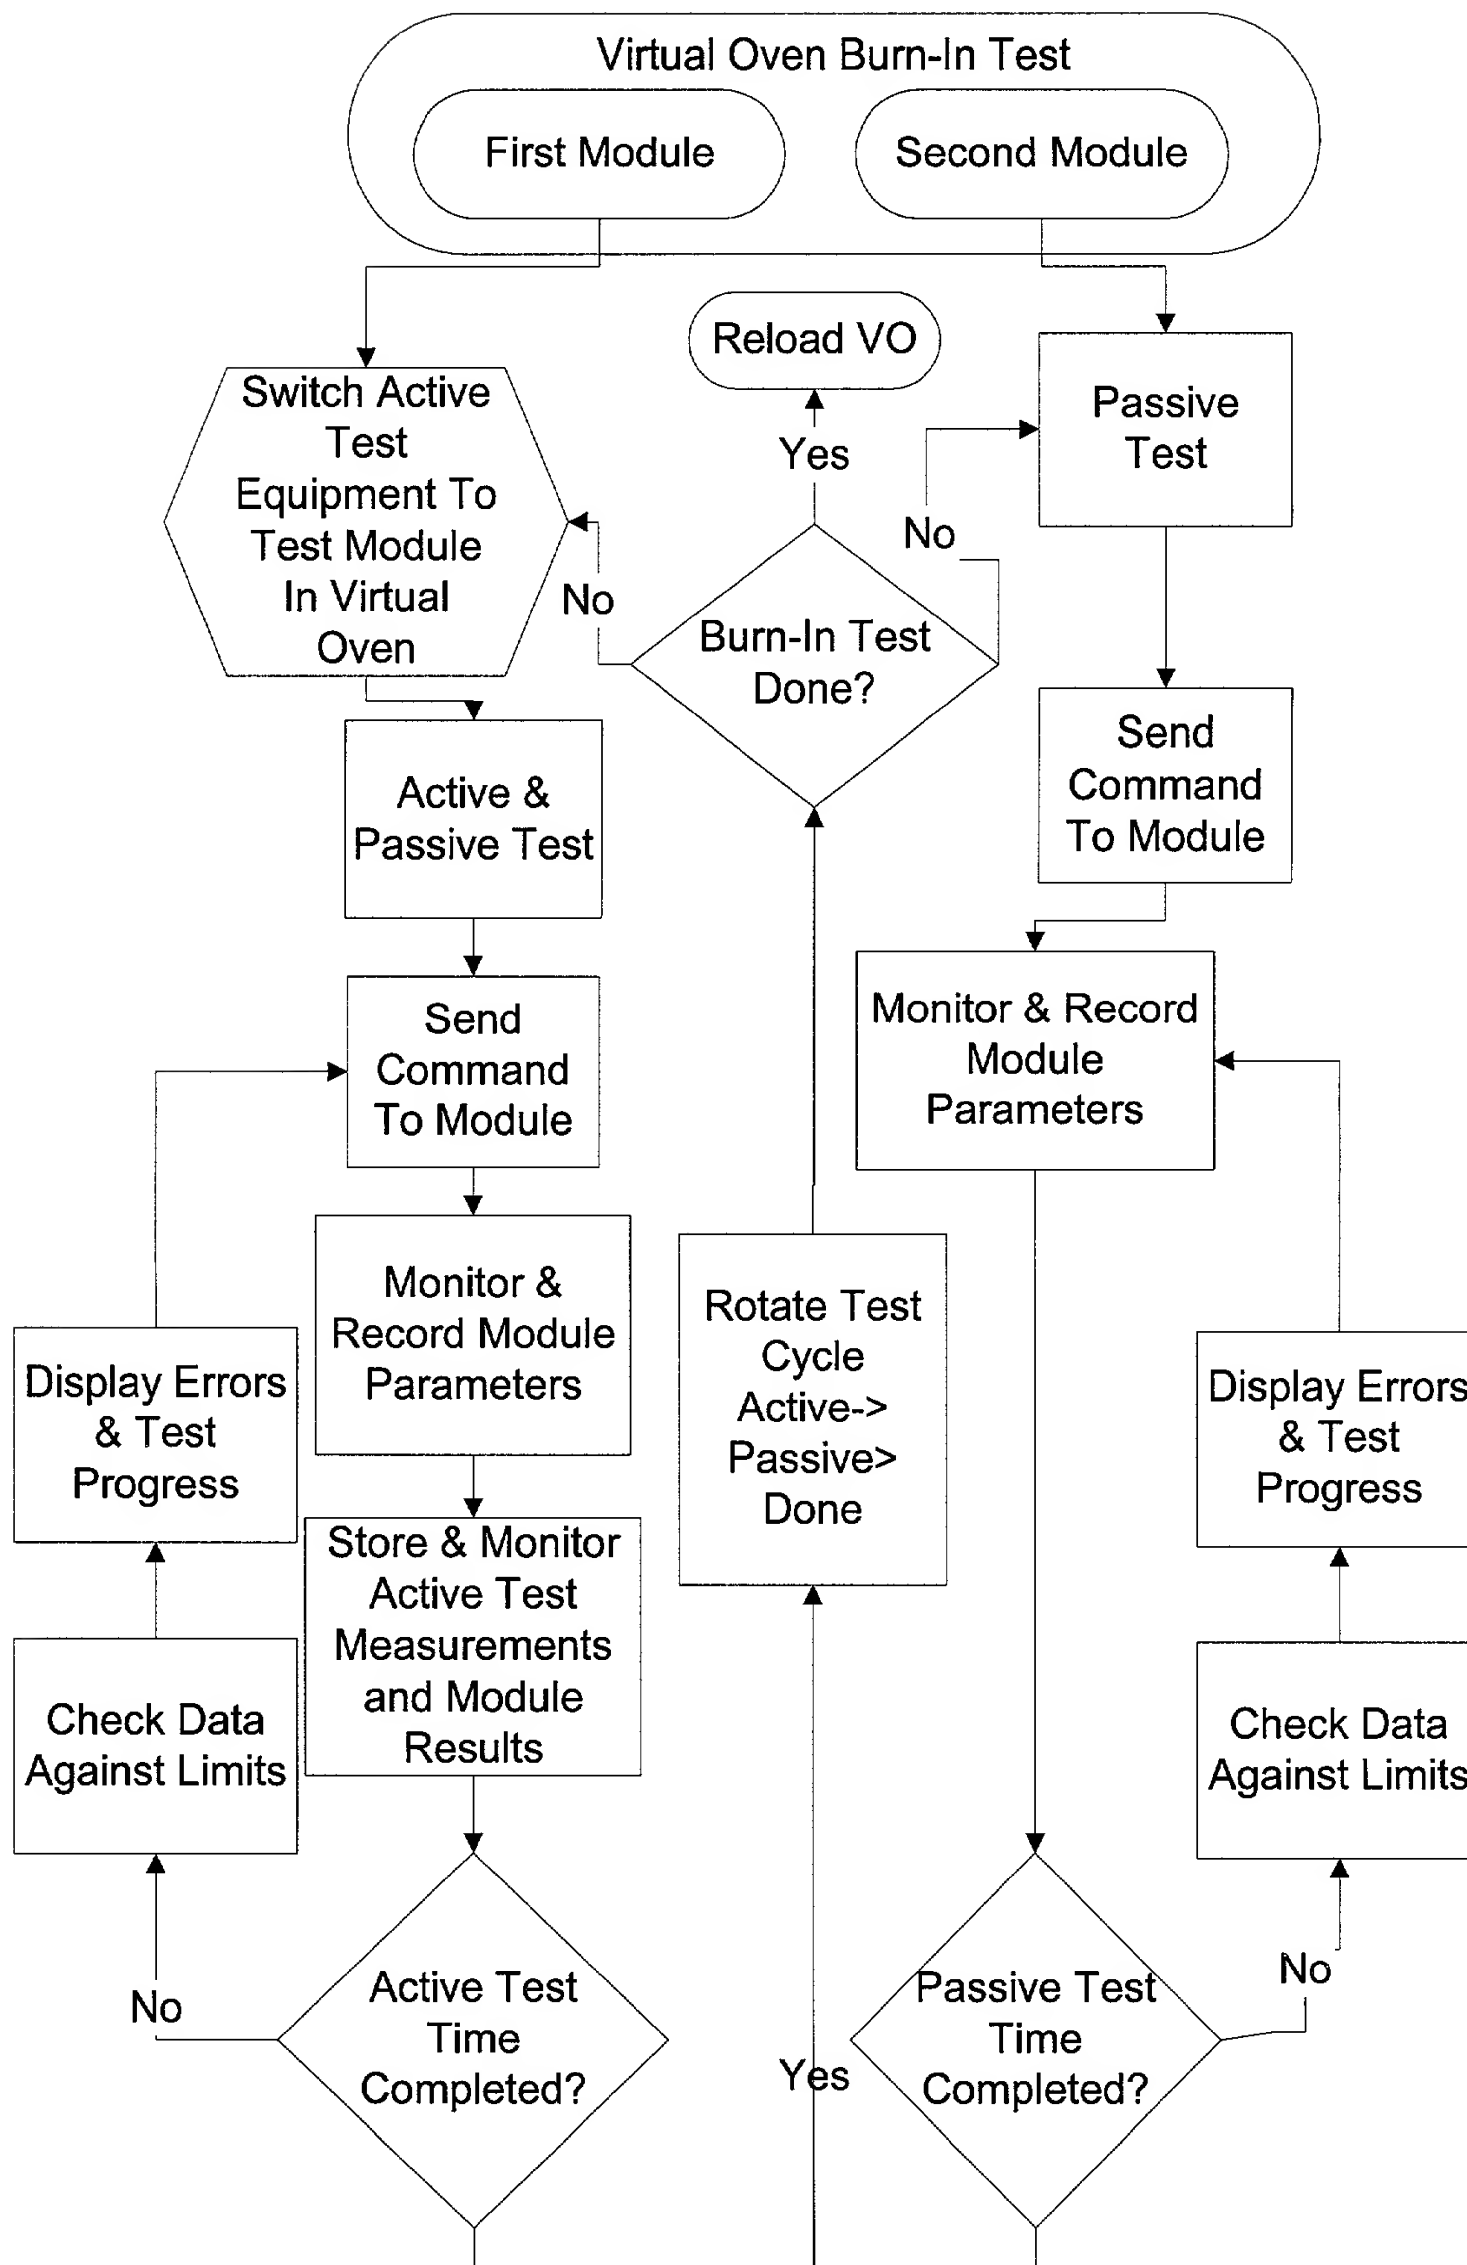 Virtual Oven Burn-In Test
First Module
Second Module
Reload VO
Switch Active
Test
Equipment To
Test Module
In Virtual
Oven
Yes
Passive
Test
No
No
Burn-In Test
Done?
Active &
Passive Test
Send
Command
To Module
Send
Command
To Module
Monitor & Record
Module
Parameters
Monitor &
Record Module
Parameters
Rotate Test
Cycle
Active->
Passive>
Done
Display Errors
& Test
Progress
Display Errors
& Test
Progress
Store & Monitor
Active Test
Measurements
and Module
Results
Check Data
Against Limits
Check Data
Against Limits
No
Active Test
Time
Completed?
Yes
Passive Test
Time
Completed?
No